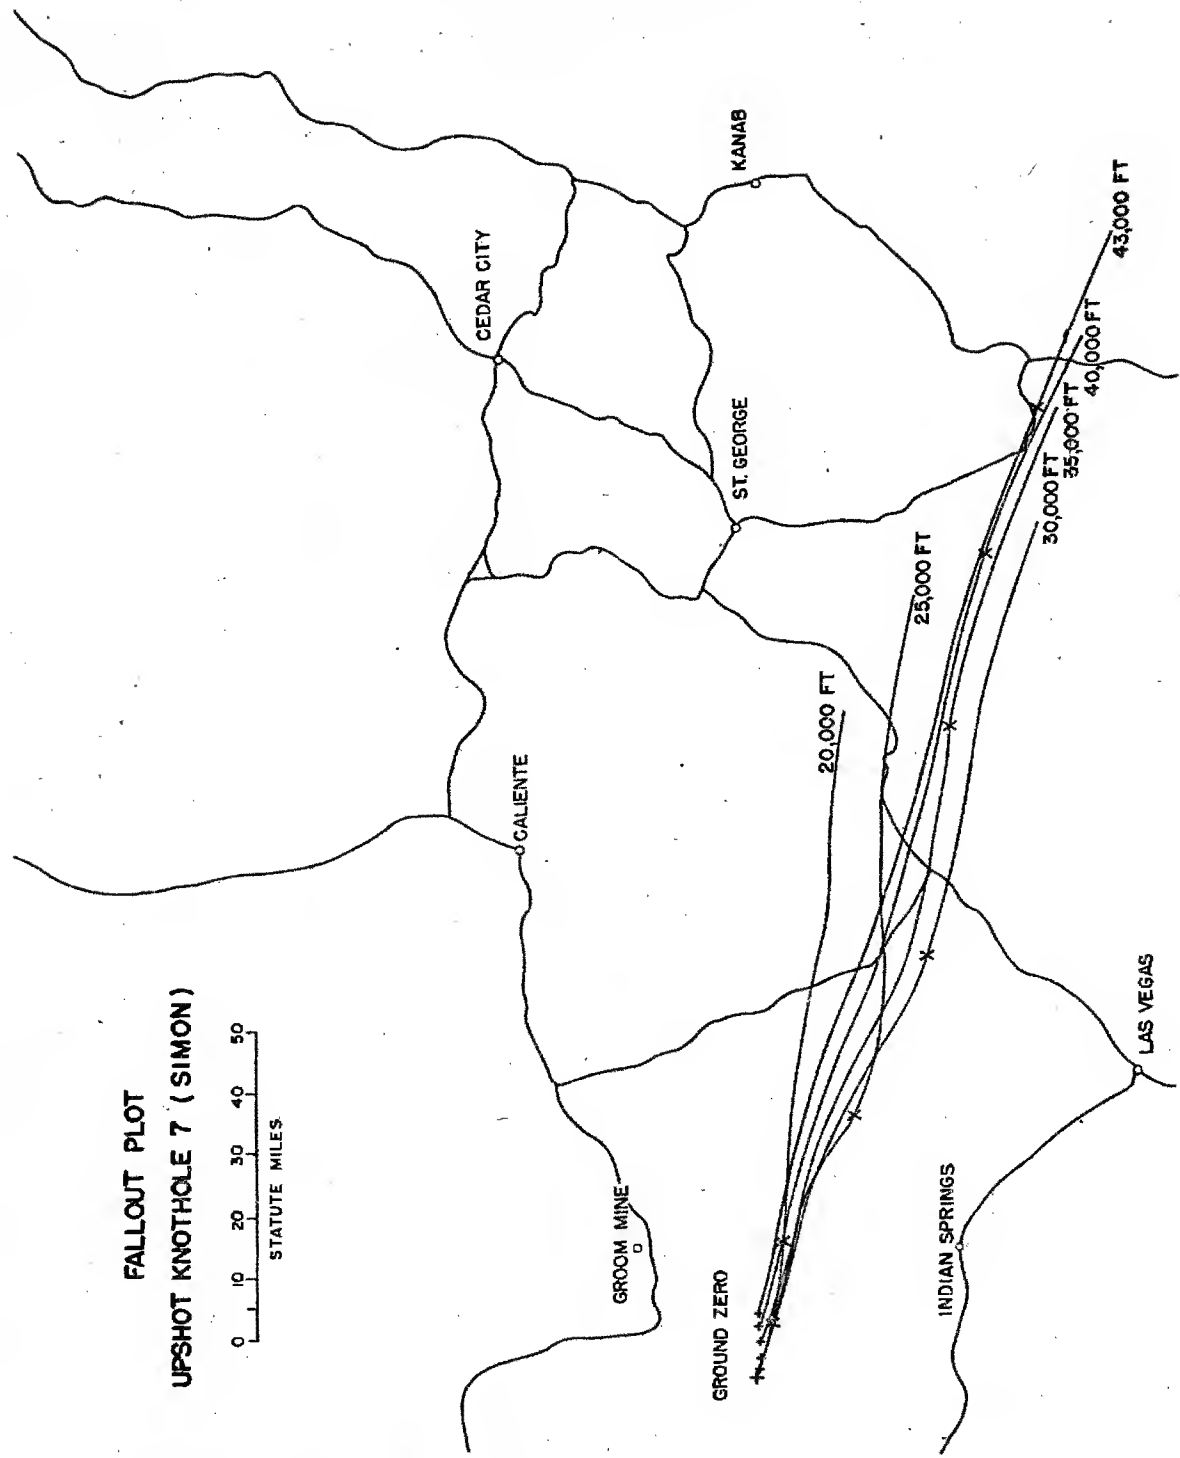 FALLOUT PLOT
UPSHOT KNOTHOLE 7 (SIMON)
0 10 20 30 40 50
STATUTE MILES
CEDAR CITY
CALIENTE
GROOM MINE
KANAB
ST. GEORGE
GROUND ZERO
20,000 FT
25,000 FT
INDIAN SPRINGS
30,000 FT
35,000 FT
40,000 FT
43,000 FT
LAS VEGAS